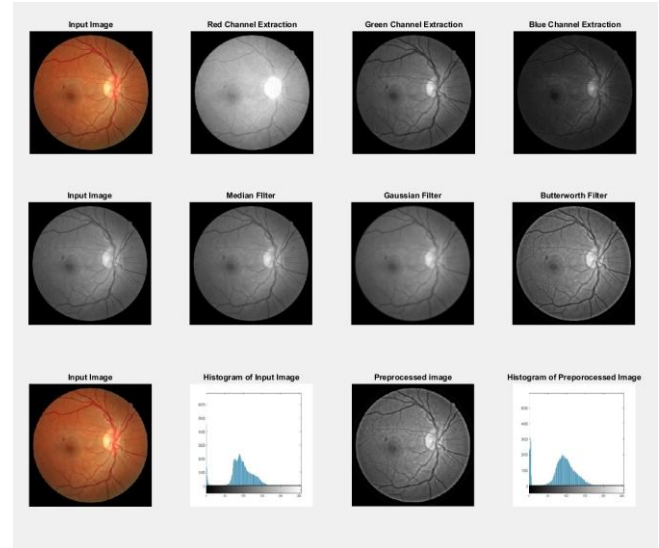 Input Image
Red Channel Extraction
Green Channel Extraction
Blue Channel Extraction
Input Image
Median FIlter
Gaussian Filter
Butterworth Filter
Input Image
Histogram of Input Image
Preprocessed image
Histogram of Preporocessed Image